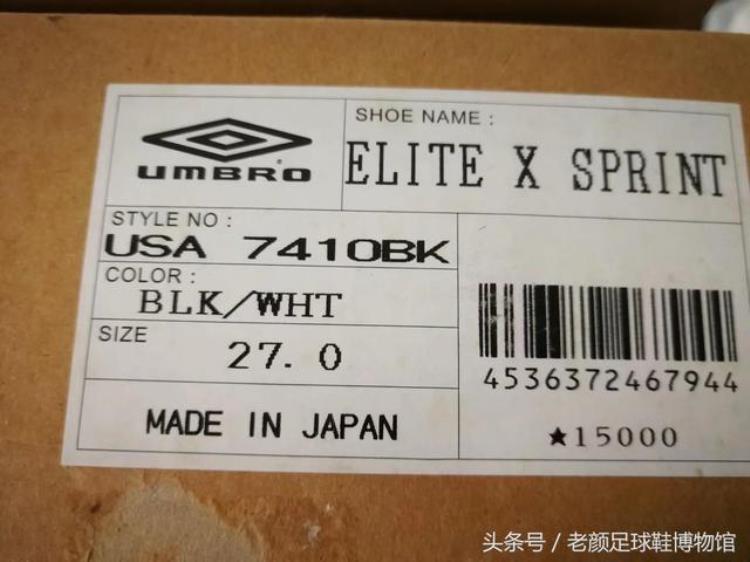 UMBRO®
SHOE NAME :
ELITE X SPRINT
STYLE NO :
USA 7410BK
COLOR :
BLK/WHT
SIZE
27.0
MADE IN JAPAN
4536372467944
★15000
头条号 / 老颜足球鞋博物馆